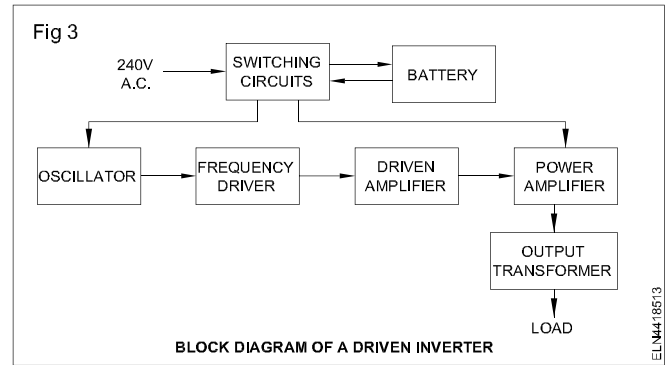 Fig 3
240V
A.C.
SWITCHING
CIRCUITS
BATTERY
OSCILLATOR
FREQUENCY
DRIVER
DRIVEN
AMPLIFIER
POWER
AMPLIFIER
OUTPUT
TRANSFORMER
LOAD
BLOCK DIAGRAM OF A DRIVEN INVERTER
ELN4418513